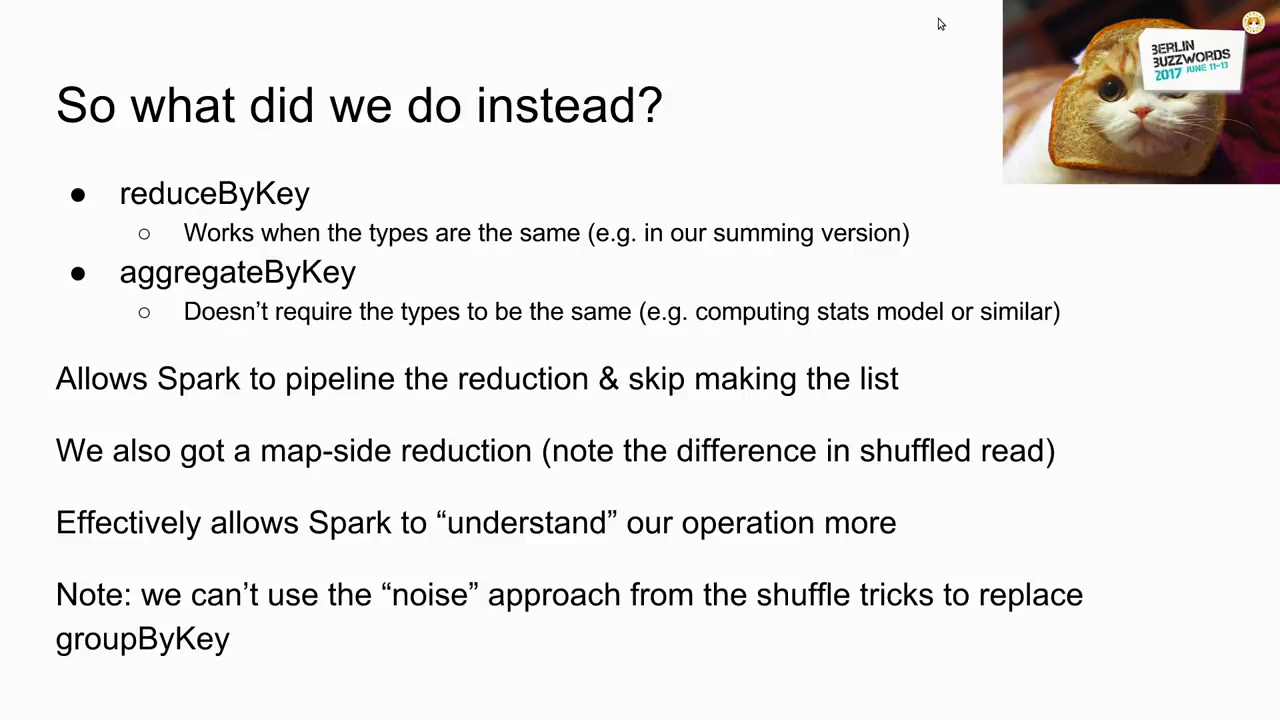 So what did we do instead?
● reduceByKey
○ Works when the types are the same (e.g. in our summing version)
● aggregateByKey
○ Doesn’t require the types to be the same (e.g. computing stats model or similar)
Allows Spark to pipeline the reduction & skip making the list
We also got a map-side reduction (note the difference in shuffled read)
Effectively allows Spark to “understand” our operation more
Note: we can’t use the “noise” approach from the shuffle tricks to replace
groupByKey
BERLIN
BUZZWORDS
2017 JUNE 11-13